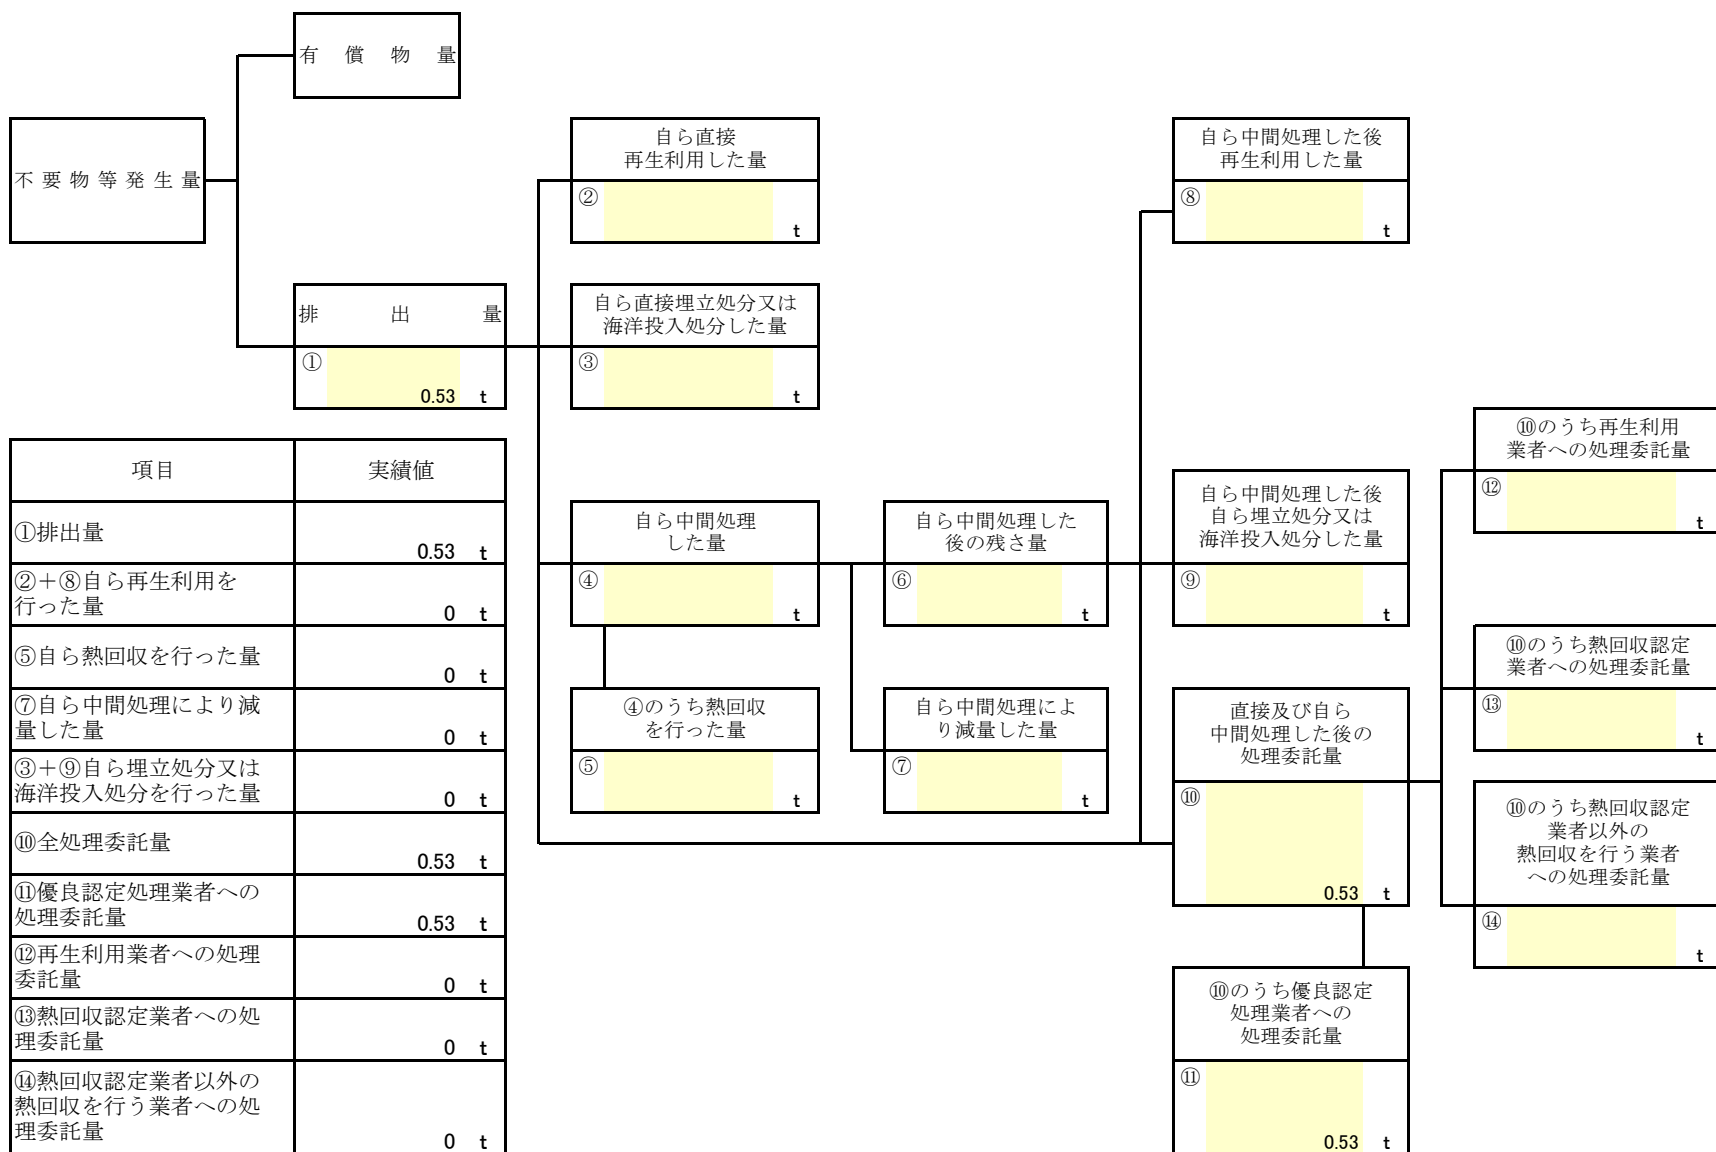 有償物量
不要物等発生量
自ら直接
再生利用した量
②
t
自ら中間処理した後
再生利用した量
⑧
t
排出量
①
0.53 t
自ら直接埋立処分又は
海洋投入処分した量
③
t
項目 実績値
①排出量
0.53 t
②＋⑧自ら再生利用を
行った量
0 t
⑤自ら熱回収を行った量
0 t
⑦自ら中間処理により減
量した量
0 t
③＋⑨自ら埋立処分又は
海洋投入処分を行った量
0 t
⑩全処理委託量
0.53 t
⑪優良認定処理業者への
処理委託量
0.53 t
⑫再生利用業者への処理
委託量
0 t
⑬熱回収認定業者への処
理委託量
0 t
⑭熱回収認定業者以外の
熱回収を行う業者への処
理委託量
0 t
自ら中間処理
した量
④
t
④のうち熱回収
を行った量
⑤
t
自ら中間処理した
後の残さ量
⑥
t
自ら中間処理によ
り減量した量
⑦
t
自ら中間処理した後
自ら埋立処分又は
海洋投入処分した量
⑨
t
直接及び自ら
中間処理した後の
処理委託量
⑩
0.53 t
⑩のうち優良認定
処理業者への
処理委託量
⑪
0.53 t
⑩のうち再生利用
業者への処理委託量
⑫
t
⑩のうち熱回収認定
業者への処理委託量
⑬
t
⑩のうち熱回収認定
業者以外の
熱回収を行う業者
への処理委託量
⑭
t